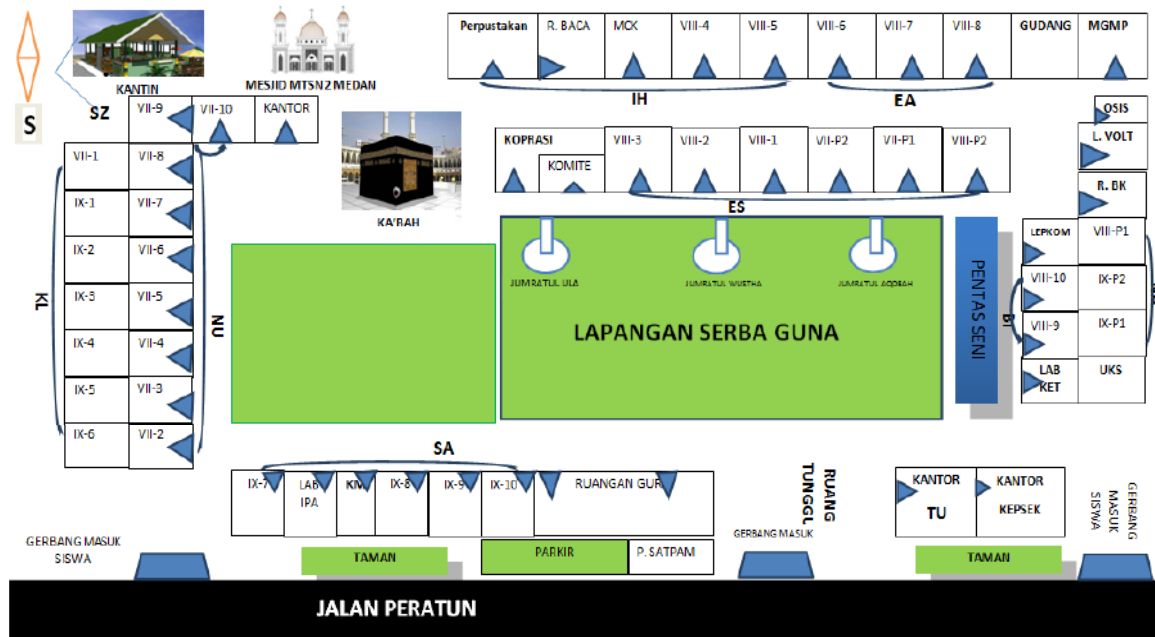 Perpustakan
R. BACA
MCK
VIII-4
VIII-5
VIII-6
VIII-7
VIII-8
GUDANG
MGMP
IH
EA
KANTIN
MESJID MTSN2 MEDAN
S
SZ
VII-9
VII-10
KANTOR
OSIS
L. VOLT
R. BK
KOPRASI
KOMITE
VIII-3
VIII-2
VIII-1
VII-P2
VII-P1
VIII-P2
ES
KA'BAH
VII-1
VII-8
IX-1
VII-7
IX-2
VII-6
IX-3
VII-5
IX-4
VII-4
IX-5
VII-3
IX-6
VII-2
KL
NU
JUMRATUL ULA
JUMRATUL WUSTHA
JUMRATUL AQOBAH
LAPANGAN SERBA GUNA
PENTAS SENI
LEPKOM
VIII-P1
VIII-10
IX-P2
VIII-9
IX-P1
LAB
KET
UKS
BI
SA
IX-7
LAB
IPA
KM
IX-8
IX-9
IX-10
RUANGAN GUR
RUANG
TUNGGL
KANTOR
TU
KANTOR
KEPSEK
GERBANG
MASUK
SISWA
GERBANG MASUK
SISWA
TAMAN
PARKIR
P. SATPAM
GERBANG MASUK
TAMAN
JALAN PERATUN